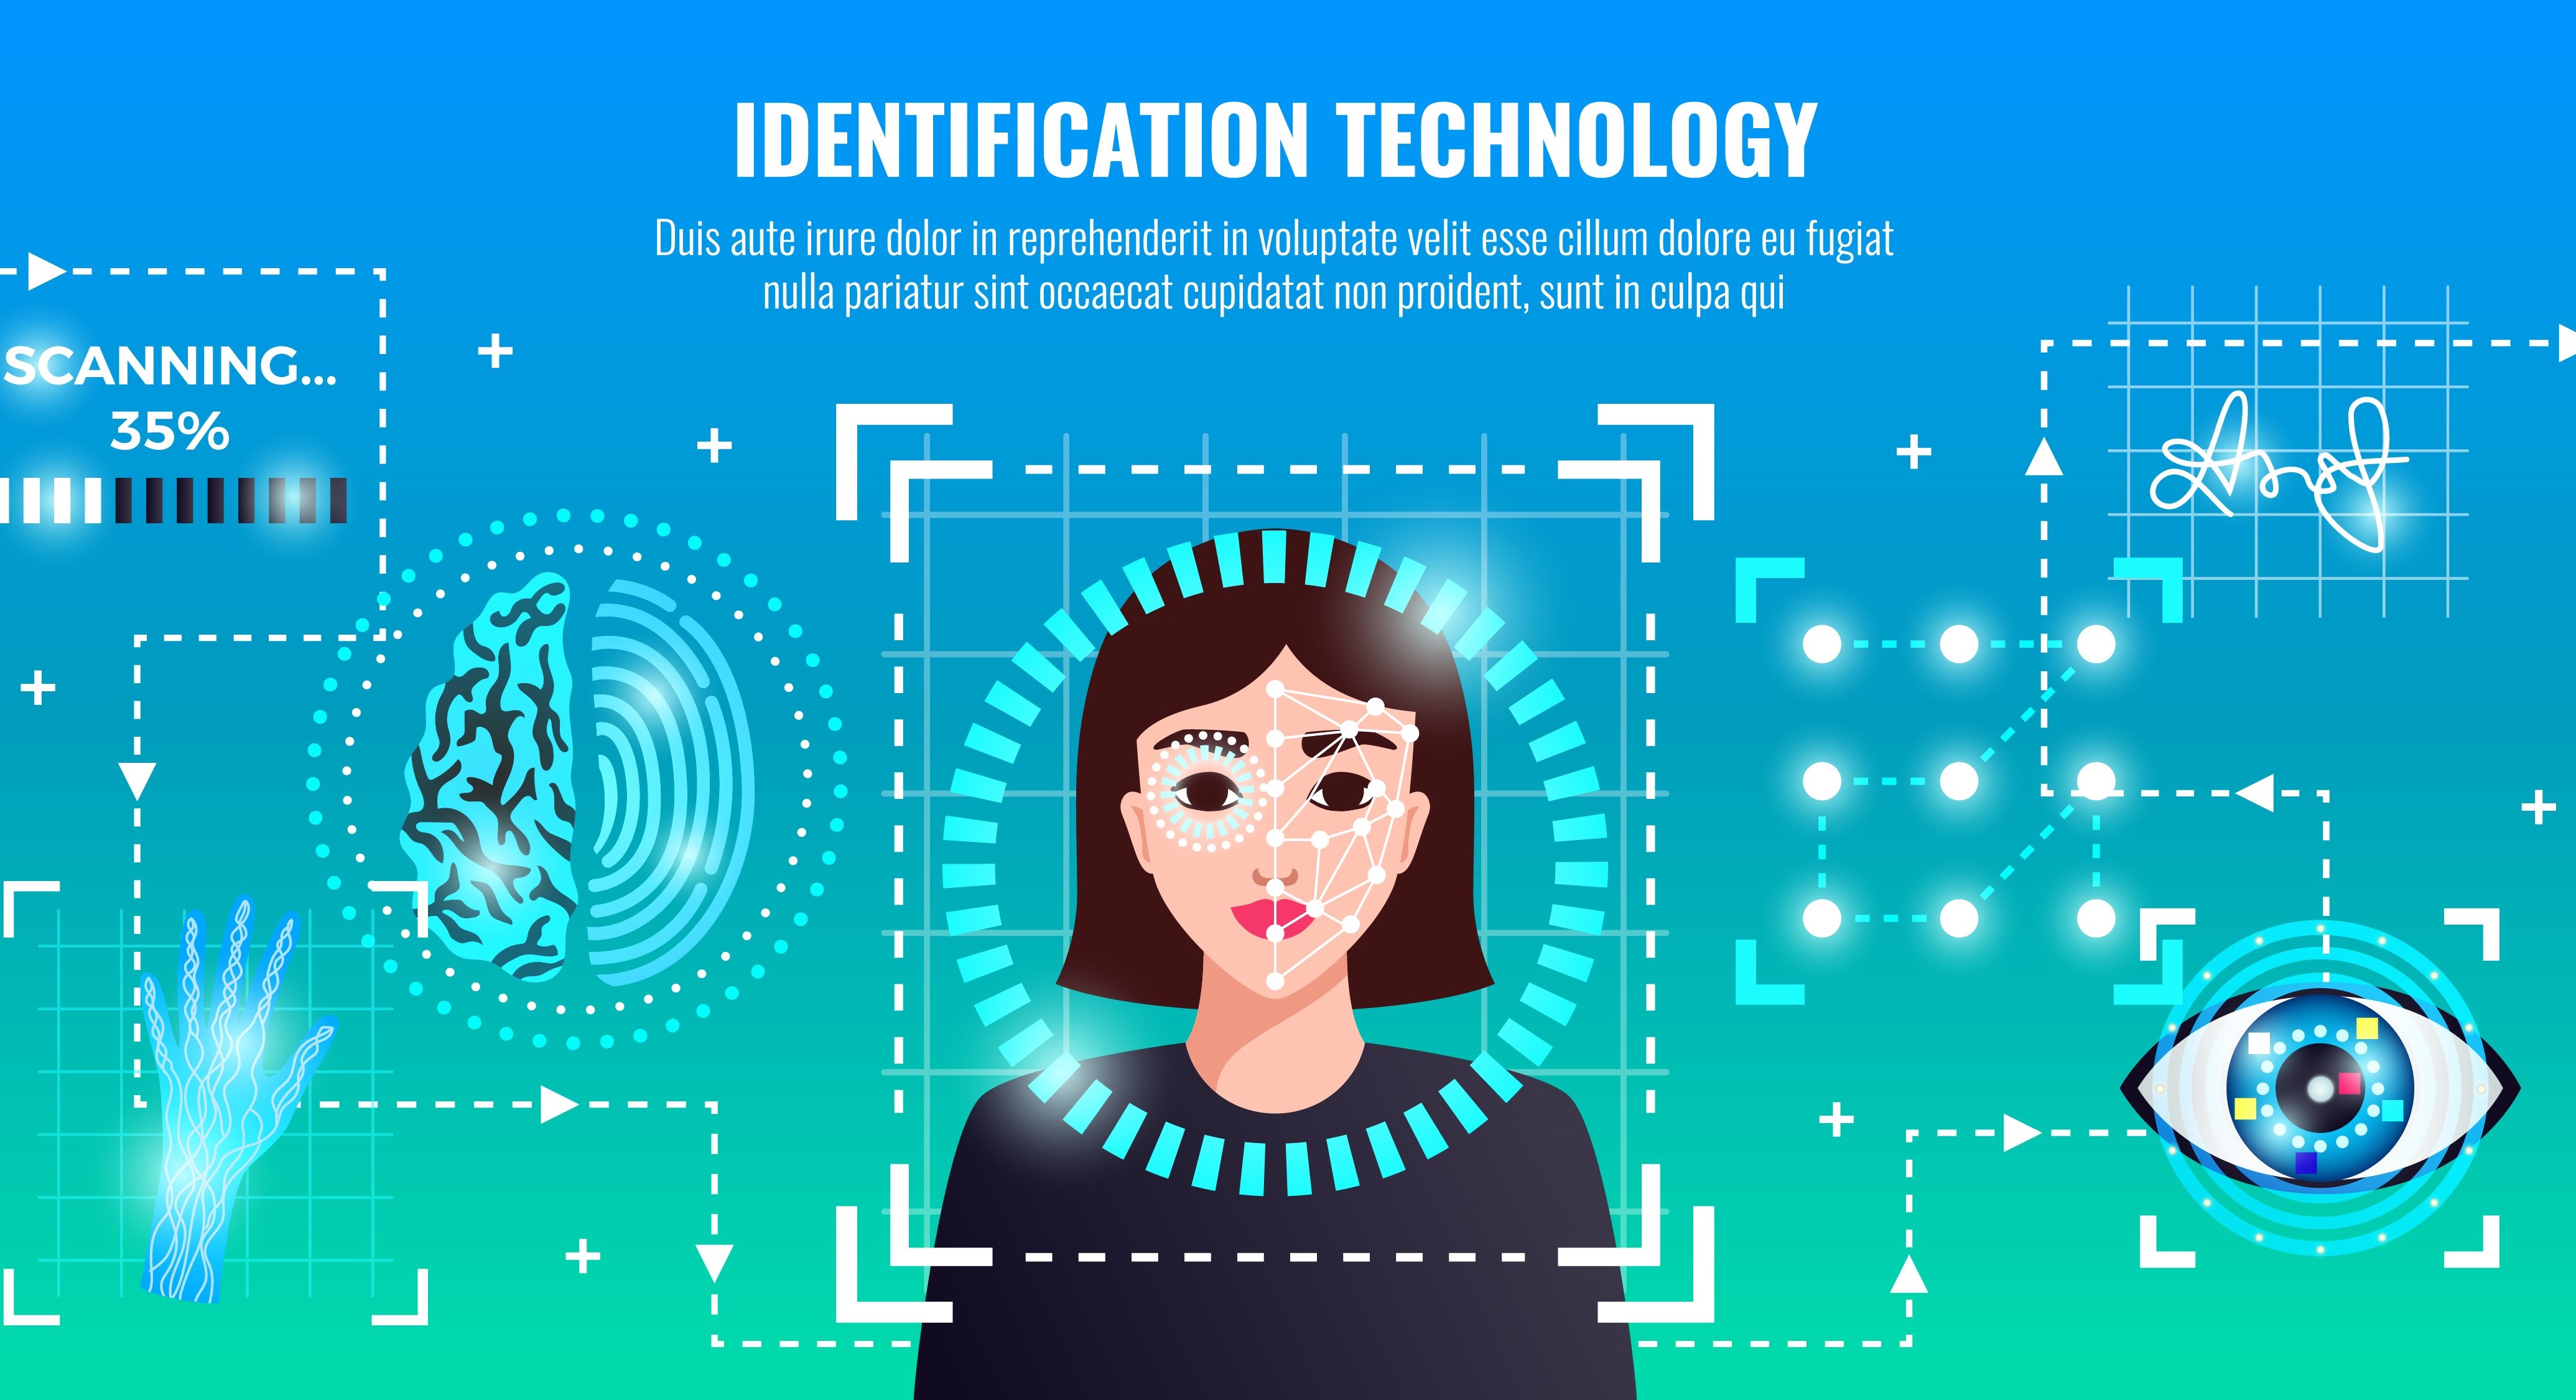 IDENTIFICATION TECHNOLOGY
Duis aute irure dolor in reprehenderit in voluptate velit esse cillum dolore eu fugiat
nulla pariatur sint occaecat cupidatat non proident, sunt in culpa qui
SCANNING...
35%